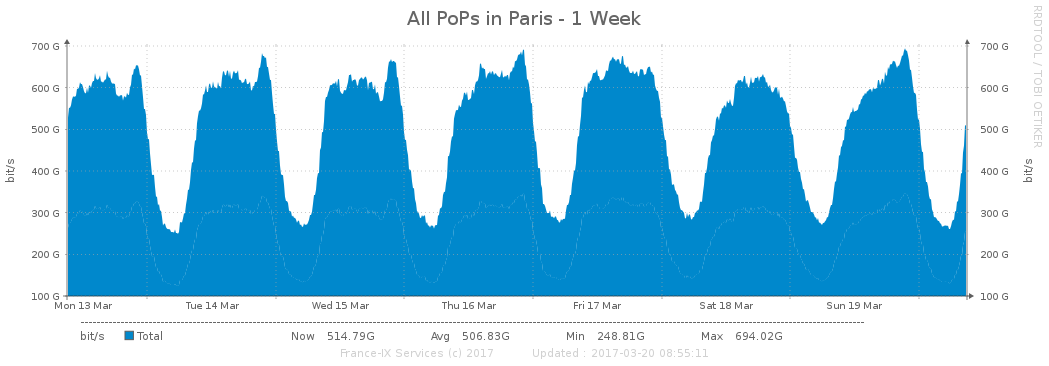 All PoPs in Paris - 1 Week
RRDTOOL / TOBI OETIKER
700 G 700 G
600 G 600 G
500 G 500 G
400 G 400 G
300 G 300 G
200 G 200 G
100 G 100 G
bit/s bit/s
Mon 13 Mar Tue 14 Mar Wed 15 Mar Thu 16 Mar Fri 17 Mar Sat 18 Mar Sun 19 Mar
bit/s Total Now 514.79G Avg 506.83G Min 248.81G Max 694.02G
France-IX Services (c) 2017 Updated : 2017-03-20 08:55:11